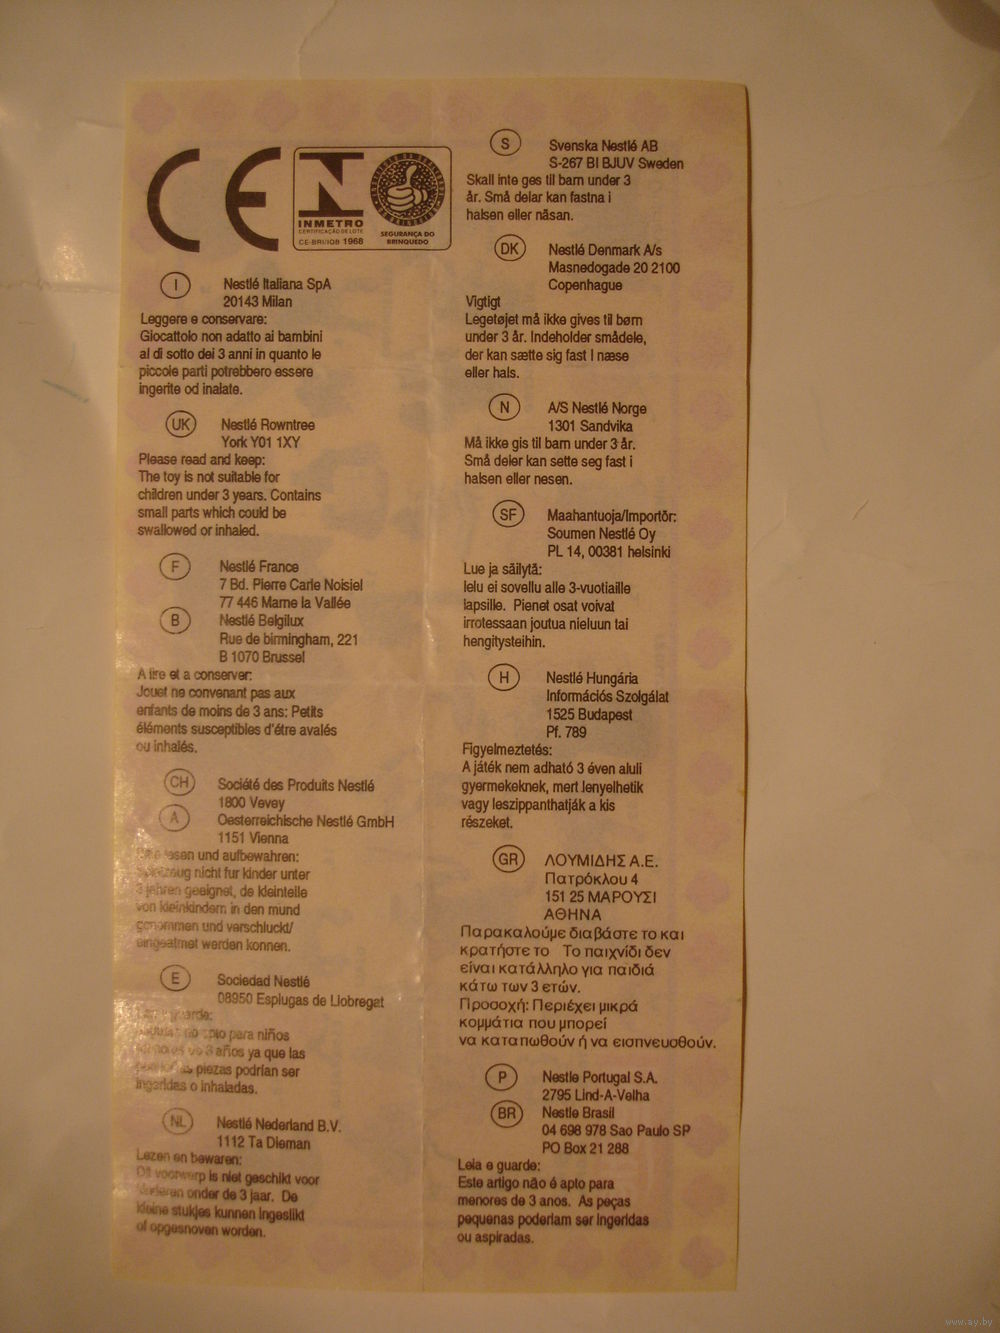 CE
INMETRO
CERTIFICAÇÃO DE LOTE
CE-BRI/IQB 1968
SEGURANÇA DO
BRINQUEDO
I
Nestlé Italiana SpA
20143 Milan
Leggere e conservare:
Giocattolo non adatto ai bambini
al di sotto dei 3 anni in quanto le
piccole parti potrebbero essere
ingerite od inalate.
UK
Nestlé Rowntree
York Y01 1XY
Please read and keep:
The toy is not suitable for
children under 3 years. Contains
small parts which could be
swallowed or inhaled.
F
Nestlé France
7 Bd. Pierre Carle Noisiel
77 446 Marne la Vallée
B
Nestlé Belgilux
Rue de birmingham, 221
B 1070 Brussel
A lire et a conserver:
Jouet ne convenant pas aux
enfants de moins de 3 ans: Petits
éléments susceptibles d'étre avalés
ou inhalés.
CH
Société des Produits Nestlé
1800 Vevey
A
Oesterreichische Nestlé GmbH
1151 Vienna
lesen und aufbewahren:
nicht fur kinder unter
3 jahren geeignet, de kleinteile
von kleinkindern in den mund
genommen und verschluckt/
eingeatmet werden konnen.
E
Sociedad Nestlé
08950 Esplugas de Llobregat
guarde:
no apto para niños
de 3 años ya que las
piezas podrían ser
ingeridas o inhaladas.
NL
Nestlé Nederland B.V.
1112 Ta Dieman
Lezen en bewaren:
Dit voorwerp is niet geschikt voor
kinderen onder de 3 jaar. De
kleine stukjes kunnen ingeslikt
of opgesnoven worden.
S
Svenska Nestlé AB
S-267 BI BJUV Sweden
Skall inte ges til barn under 3
år. Små delar kan fastna i
halsen eller näsan.
DK
Nestlé Denmark A/s
Masnedogade 20 2100
Copenhague
Vigtigt
Legetøjet må ikke gives til børn
under 3 år. Indeholder smådele,
der kan sætte sig fast I næse
eller hals.
N
A/S Nestlé Norge
1301 Sandvika
Må ikke gis til barn under 3 år.
Små deler kan sette seg fast i
halsen eller nesen.
SF
Maahantuoja/Importör:
Soumen Nestlé Oy
PL 14, 00381 helsinki
Lue ja säilytä:
lelu ei sovellu alle 3-vuotiaille
lapsille. Pienet osat voivat
irrotessaan joutua nieluun tai
hengitysteihin.
H
Nestlé Hungária
Információs Szolgálat
1525 Budapest
Pf. 789
Figyelmeztetés:
A játék nem adható 3 éven aluli
gyermekeknek, mert lenyelhetik
vagy leszippanthatják a kis
részeket.
GR
ΛΟΥΜΙΔΗΣ Α.Ε.
Πατρόκλου 4
151 25 ΜΑΡΟΥΣΙ
ΑΘΗΝΑ
Παρακαλούμε διαβάστε το και
κρατήστε το Το παιχνίδι δεν
είναι κατάλληλο για παιδιά
κάτω των 3 ετών.
Προσοχή: Περιέχει μικρά
κομμάτια που μπορεί
να καταπωθούν ή να εισπνευσθούν.
P
Nestle Portugal S.A.
2795 Lind-A-Velha
BR
Nestle Brasil
04 698 978 Sao Paulo SP
PO Box 21 288
Leia e guarde:
Este artigo não é apto para
menores de 3 anos. As peças
pequenas poderiam ser ingeridas
ou aspiradas.
www.ay.by